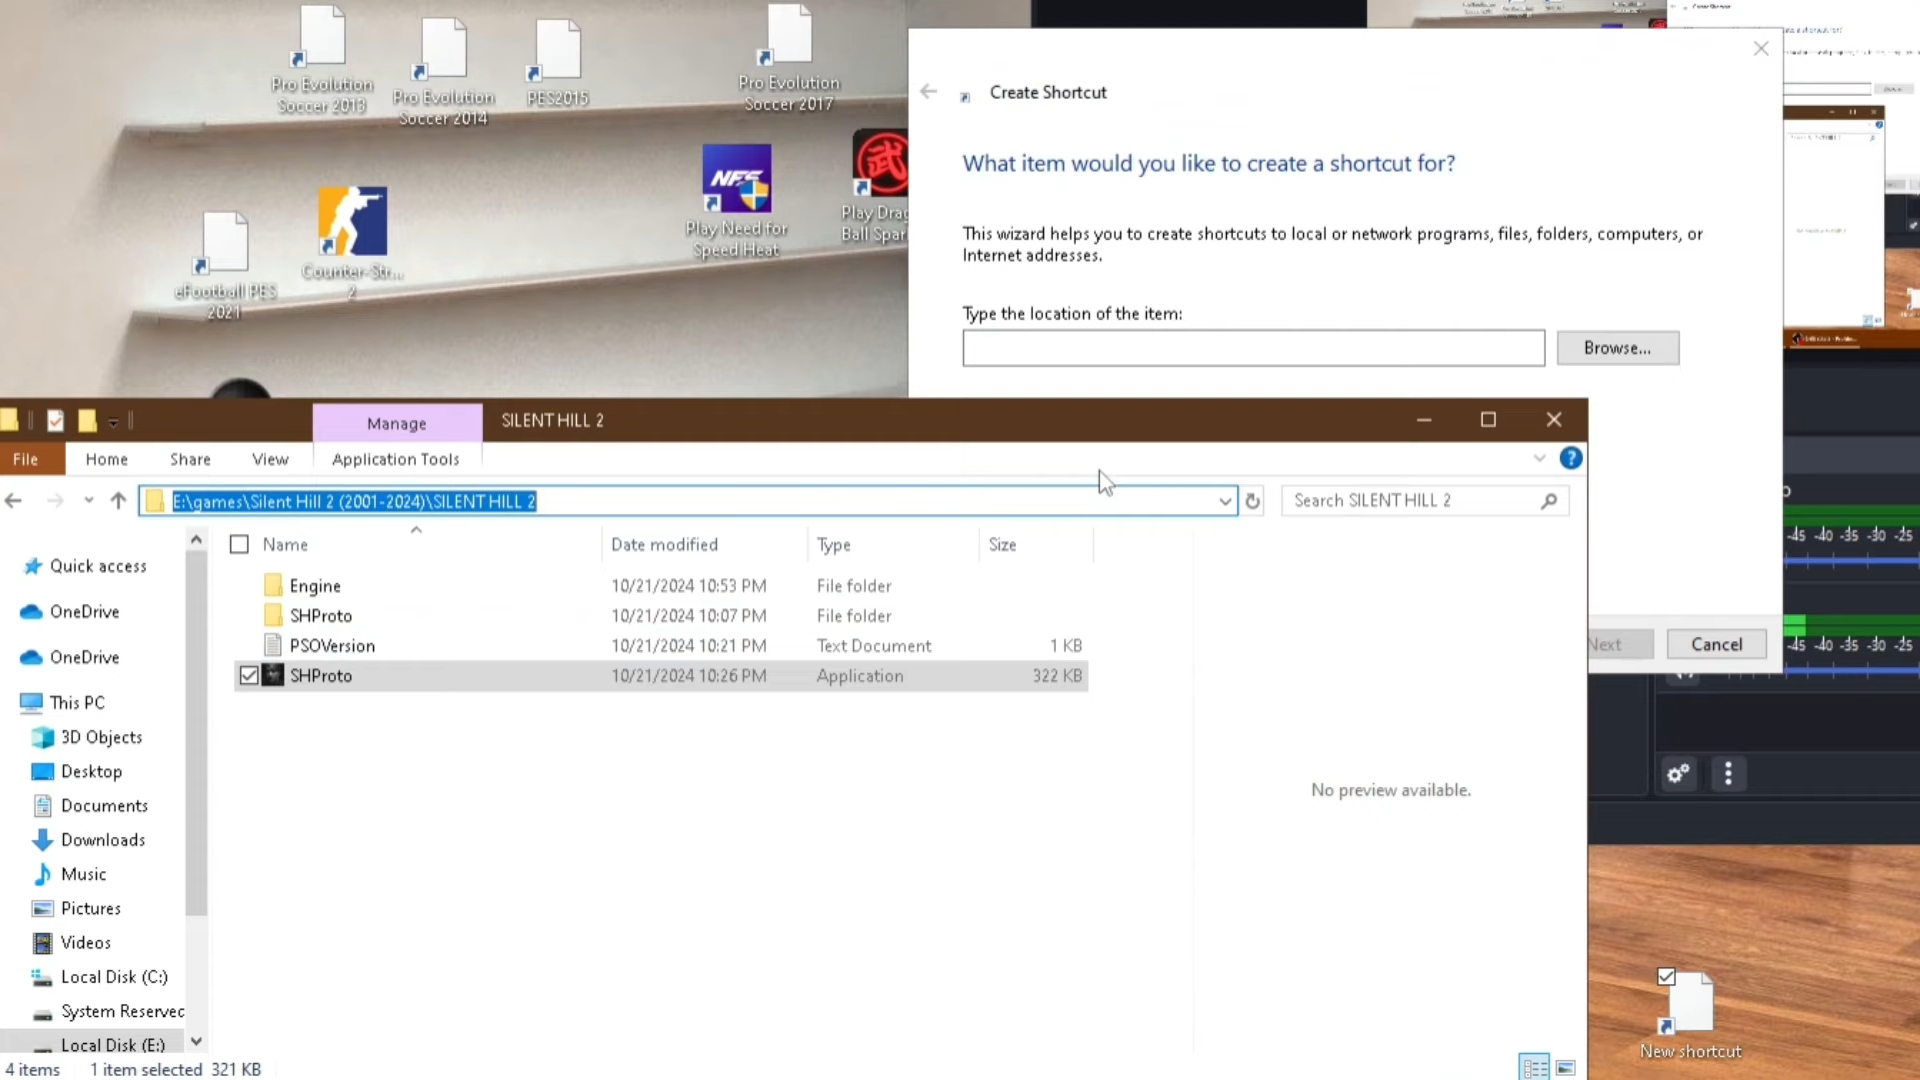 Pro Evolution
Soccer 2013
Pro Evolution
Soccer 2014
PES2015
Pro Evolution
Soccer 2017
eFootball PES
2021
Counter-Str...
2
NFS
Play Need for
Speed Heat
武
Play Drag
Ball Spar
Create Shortcut
What item would you like to create a shortcut for?
This wizard helps you to create shortcuts to local or network programs, files, folders, computers, or
Internet addresses.
Type the location of the item:
Browse...
Next
Cancel
Manage
SILENT HILL 2
File
Home
Share
View
Application Tools
E:\games\Silent Hill 2 (2001-2024)\SILENT HILL 2
Search SILENT HILL 2
Name
Date modified
Type
Size
Engine
10/21/2024 10:53 PM
File folder
SHProto
10/21/2024 10:07 PM
File folder
PSOVersion
10/21/2024 10:21 PM
Text Document
1 KB
SHProto
10/21/2024 10:26 PM
Application
322 KB
No preview available.
Quick access
OneDrive
OneDrive
This PC
3D Objects
Desktop
Documents
Downloads
Music
Pictures
Videos
Local Disk (C:)
System Reserved
Local Disk (E:)
4 items
1 item selected 321 KB
-45 -40 -35 -30 -25
-45 -40 -35 -30 -25
New shortcut